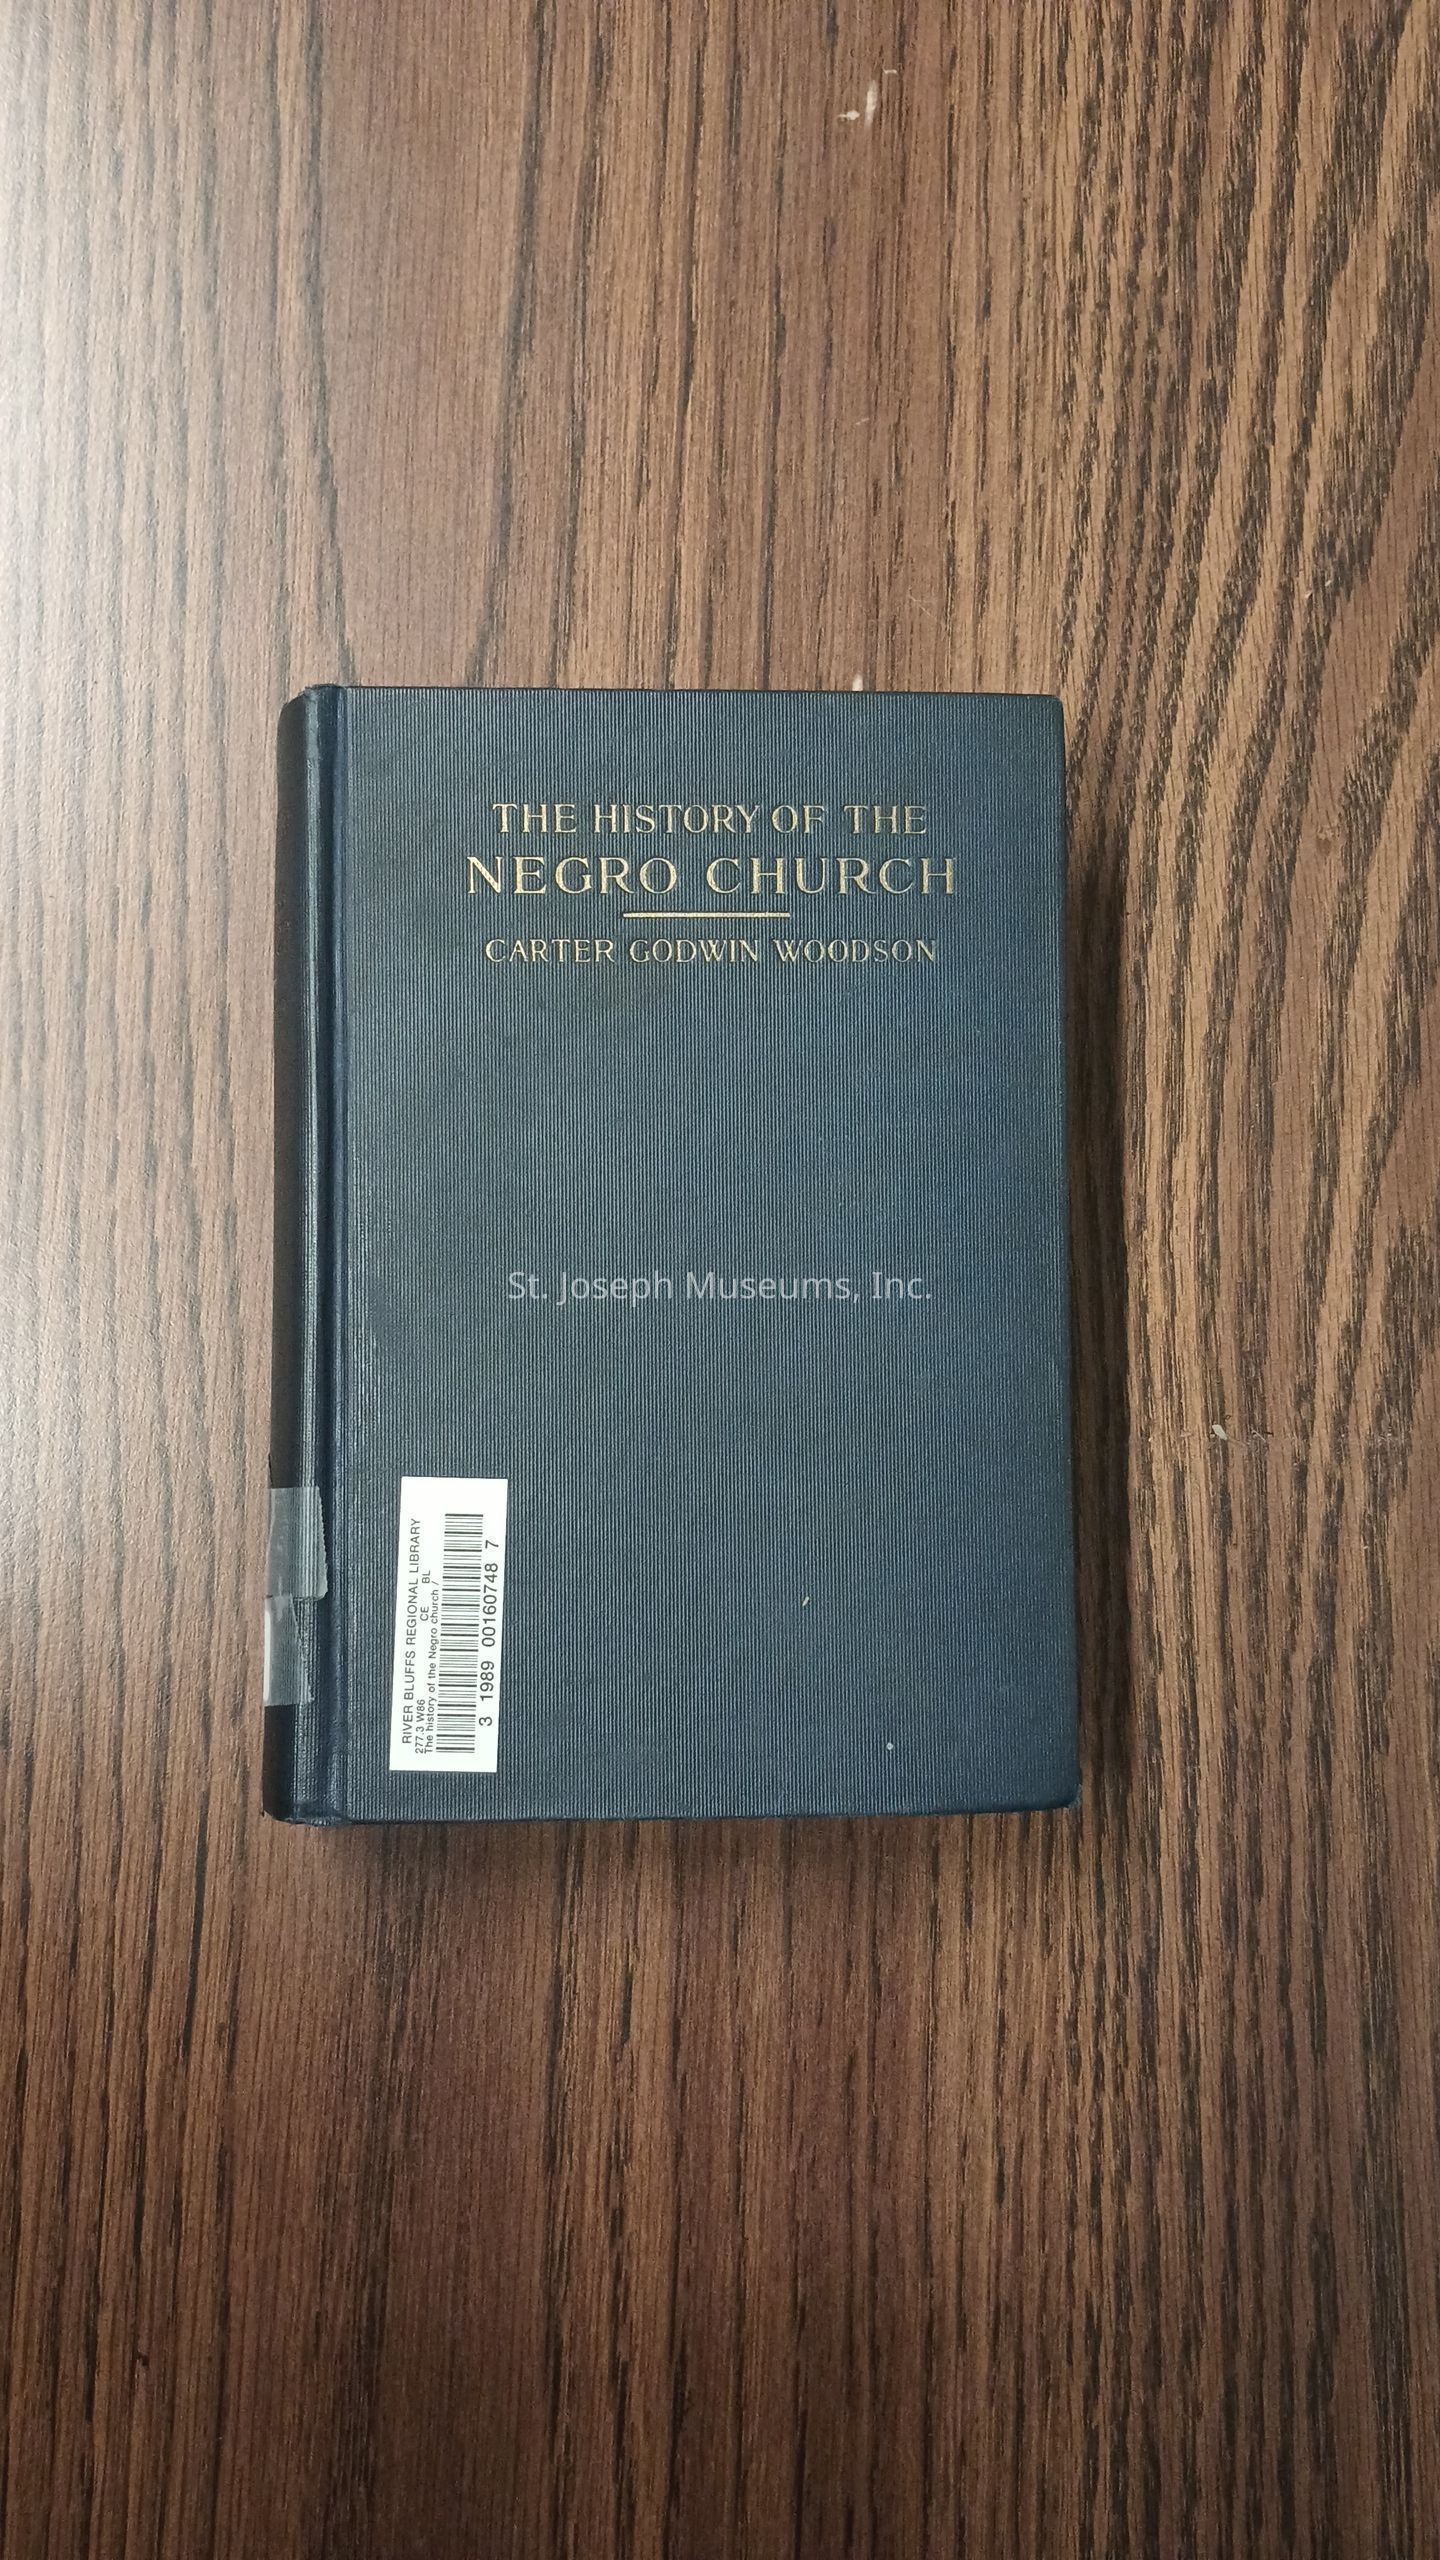 THE HISTORY OF THE
NEGRO CHURCH
CARTER GODWIN WOODSON
St. Joseph Museums, Inc.
RIVER BLUFFS REGIONAL LIBRARY
277.3 W86 CE BL
The history of the Negro church /
3 1989 00160748 7